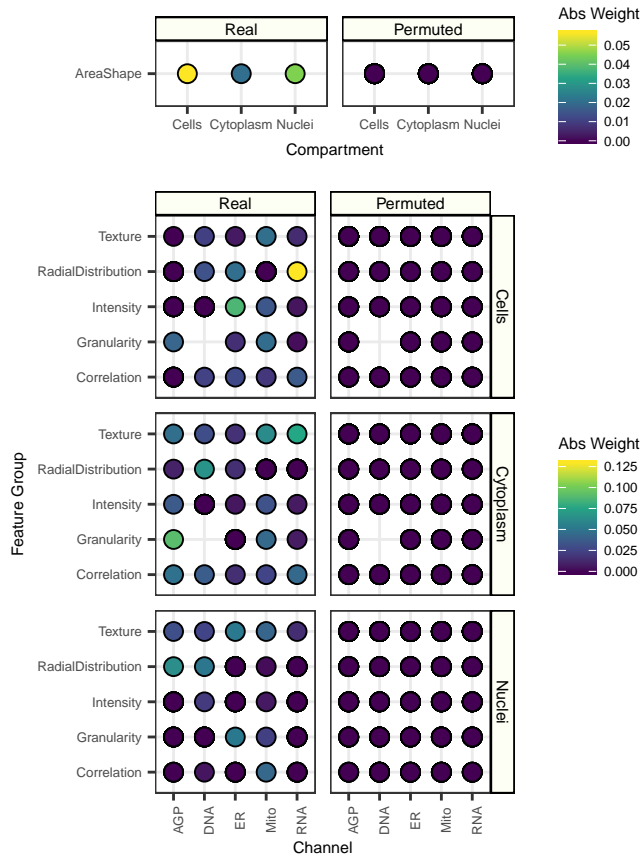 Abs Weight
Real Permuted
0.05
0.04
AreaShape
0.03
0.02
0.01
0.00
Cells Cytoplasm Nuclei Cells Cytoplasm Nuclei
Compartment
Real Permuted
Texture
RadialDistribution
Intensity
Granularity
Correlation
Cells
Texture
RadialDistribution
Intensity
Granularity
Correlation
Cytoplasm
Abs Weight
0.125
0.100
0.075
0.050
0.025
0.000
Feature Group
Texture
RadialDistribution
Intensity
Granularity
Correlation
Nuclei
AGP DNA ER Mito RNA AGP DNA ER Mito RNA
Channel